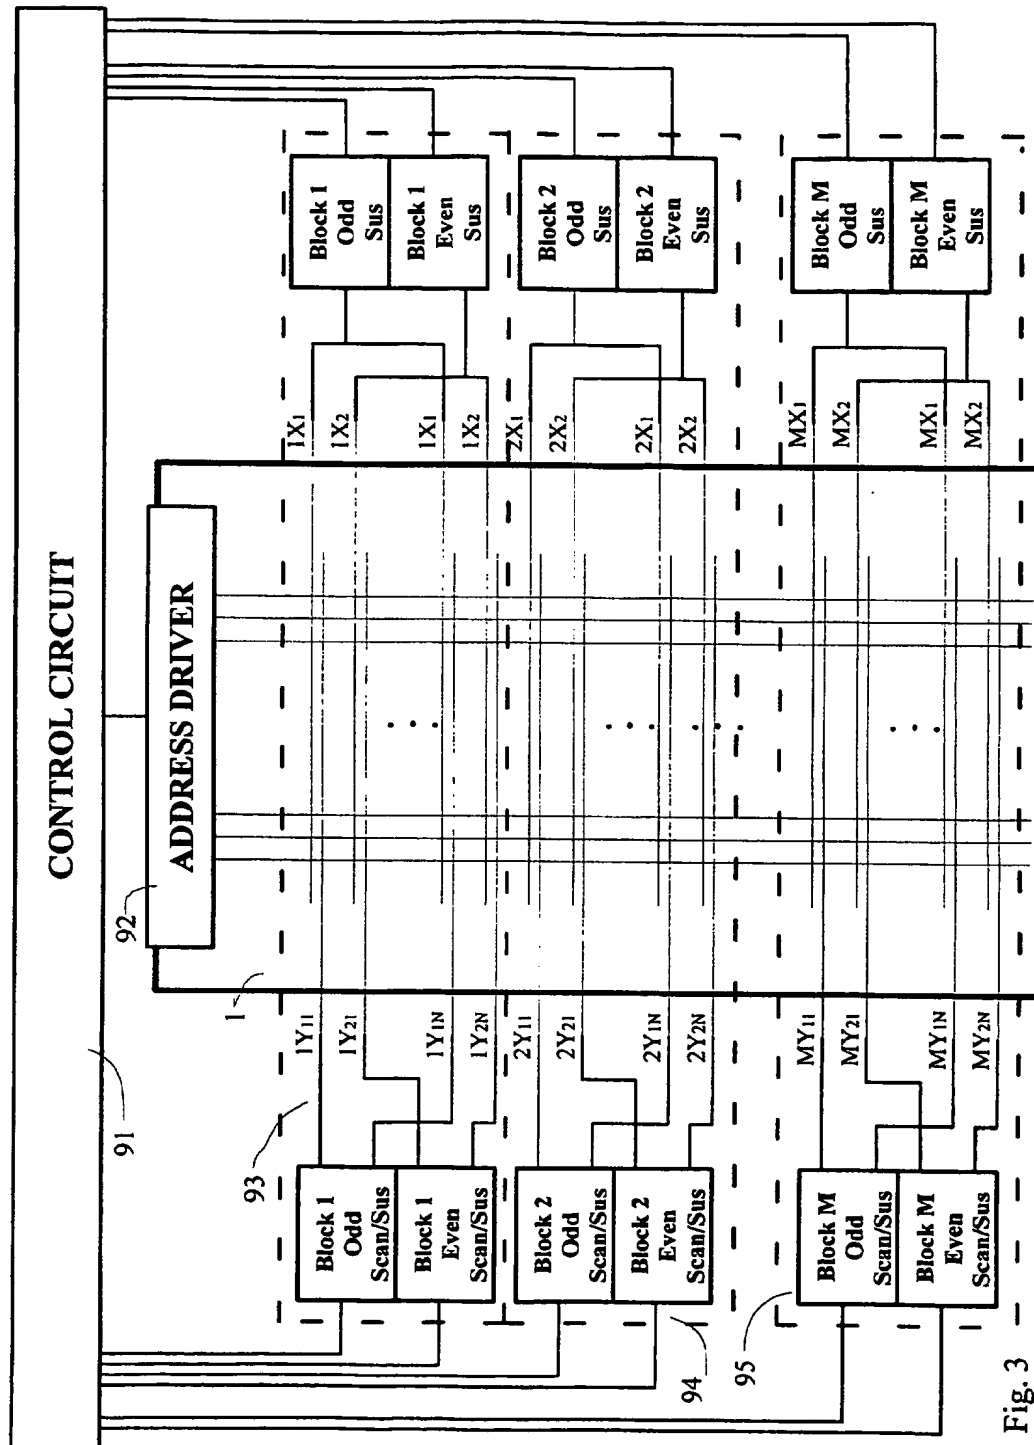 CONTROL CIRCUIT
91
ADDRESS DRIVER
92
1
93
Block 1
Odd
Scan/Sus
Block 1
Even
Scan/Sus
1Y11
1Y21
1Y1N
1Y2N
1X1
1X2
1X1
1X2
Block 1
Odd
Sus
Block 1
Even
Sus
94
Block 2
Odd
Scan/Sus
Block 2
Even
Scan/Sus
2Y11
2Y21
2Y1N
2Y2N
2X1
2X2
2X1
2X2
Block 2
Odd
Sus
Block 2
Even
Sus
95
Block M
Odd
Scan/Sus
Block M
Even
Scan/Sus
MY11
MY21
MY1N
MY2N
MX1
MX2
MX1
MX2
Block M
Odd
Sus
Block M
Even
Sus
Fig. 3